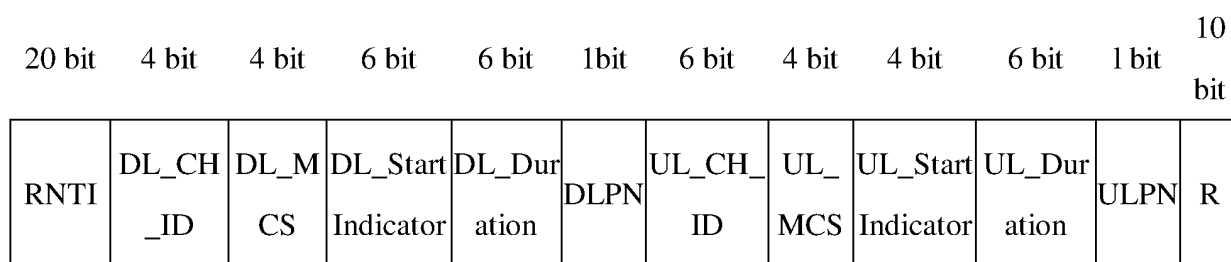 10
20 bit 4 bit 4 bit 6 bit 6 bit 1bit 6 bit 4 bit 4 bit 6 bit 1 bit
bit
DL_CH DL_M DL_Start DL_Dur UL_CH_ UL_ UL_Start UL_Dur
RNTI DLPN ULPN R
_ID CS Indicator ation ID MCS Indicator ation